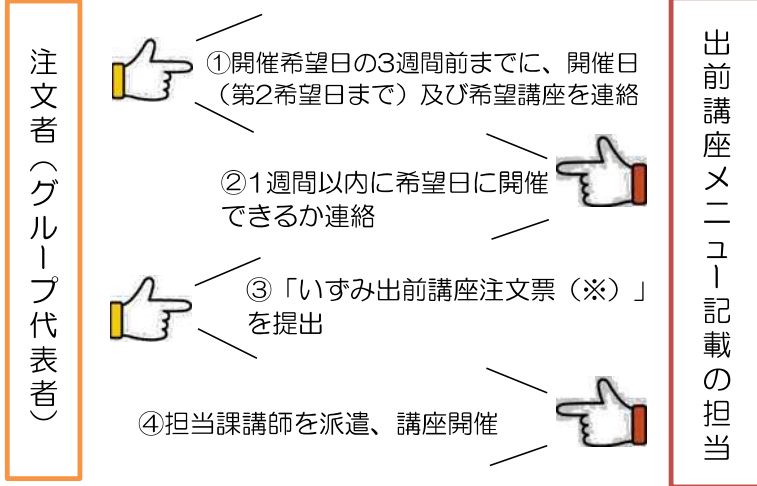 注文者（グループ代表者）
①開催希望日の3週間前までに、開催日
（第2希望日まで）及び希望講座を連絡
②1週間以内に希望日に開催
できるか連絡
③「いずみ出前講座注文票（※）」
を提出
④担当課講師を派遣、講座開催
出前講座メニュー記載の担当